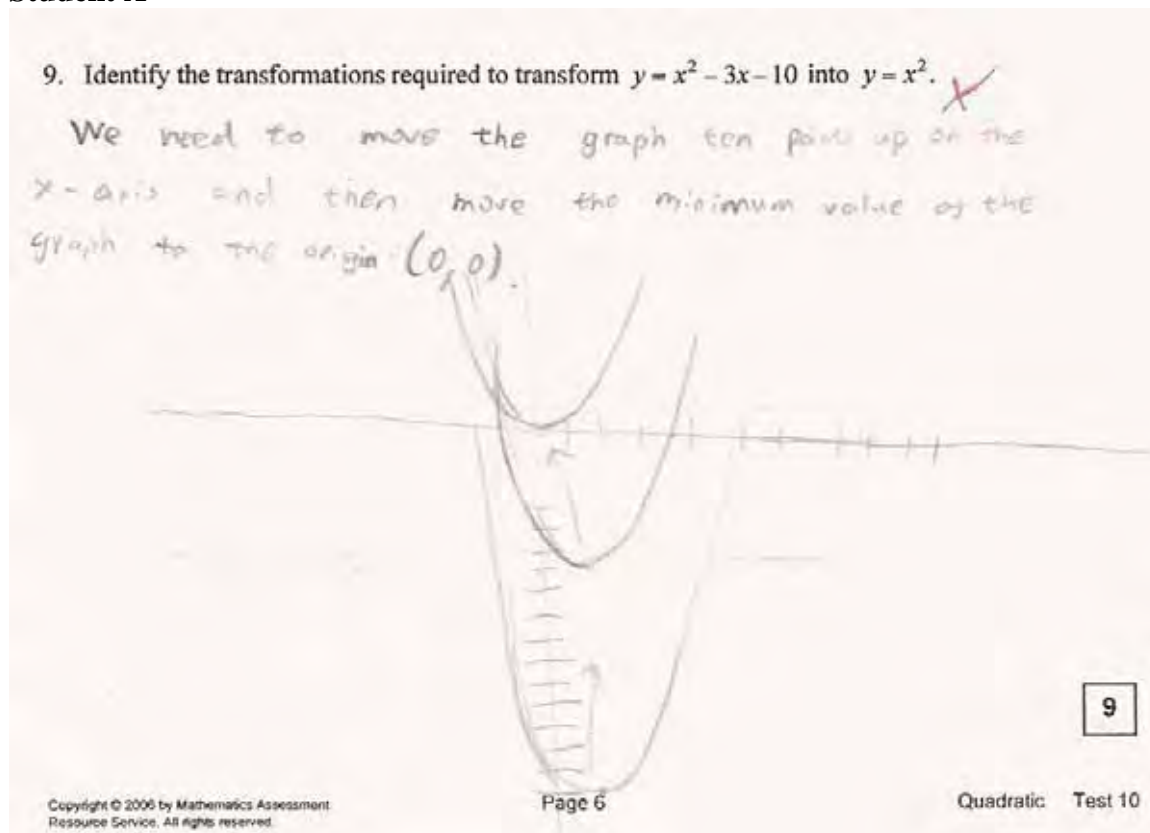 9. Identify the transformations required to transform y = x² – 3x – 10 into y = x².
We need to move the graph ten points up on the
x-axis and then move the minimum value of the
graph to the origin (0,0).
9
Copyright © 2006 by Mathematics Assessment
Resource Service. All rights reserved.
Page 6
Quadratic Test 10